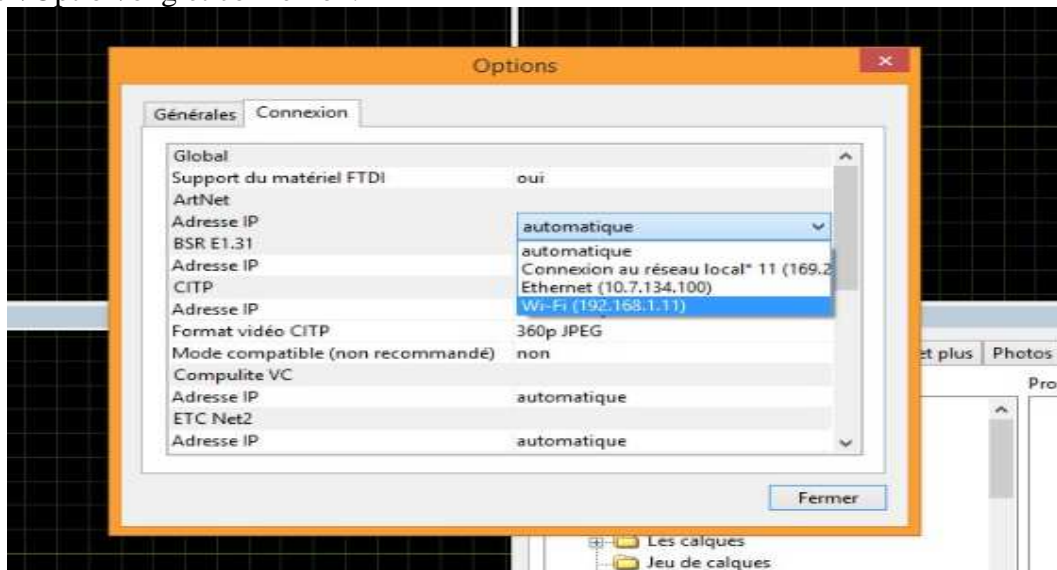 Options
Générales Connexion
Global
Support du matériel FTDI oui
ArtNet
Adresse IP automatique
BSR E1.31 automatique
Adresse IP Connexion au réseau local* 11 (169.2
CITP Ethernet (10.7.134.100)
Adresse IP Wi-Fi (192.168.1.11)
Format vidéo CITP 360p JPEG
Mode compatible (non recommandé) non
Compulite VC
Adresse IP automatique
ETC Net2
Adresse IP automatique
Fermer
et plus Photos
Pro
Les calques
Jeu de calques